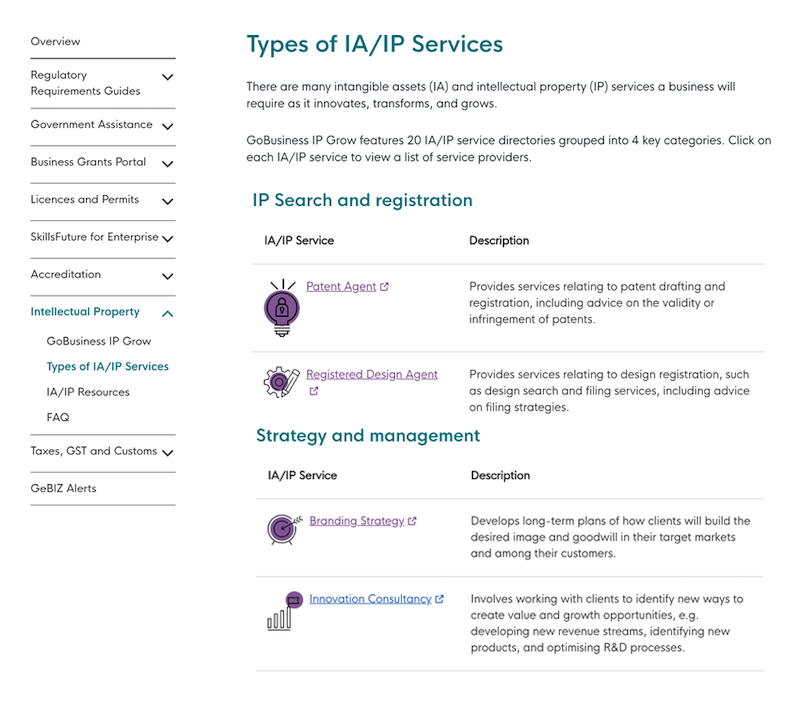 Overview
Regulatory
Requirements Guides
Government Assistance
Business Grants Portal
Licences and Permits
SkillsFuture for Enterprise
Accreditation
Intellectual Property
GoBusiness IP Grow
Types of IA/IP Services
IA/IP Resources
FAQ
Taxes, GST and Customs
GeBIZ Alerts
Types of IA/IP Services
There are many intangible assets (IA) and intellectual property (IP) services a business will
require as it innovates, transforms, and grows.
GoBusiness IP Grow features 20 IA/IP service directories grouped into 4 key categories. Click on
each IA/IP service to view a list of service providers.
IP Search and registration
IA/IP Service Description
Patent Agent
Provides services relating to patent drafting and
registration, including advice on the validity or
infringement of patents.
Registered Design Agent
Provides services relating to design registration, such
as design search and filing services, including advice
on filing strategies.
Strategy and management
IA/IP Service Description
Branding Strategy
Develops long-term plans of how clients will build the
desired image and goodwill in their target markets
and among their customers.
Innovation Consultancy
Involves working with clients to identify new ways to
create value and growth opportunities, e.g.
developing new revenue streams, identifying new
products, and optimising R&D processes.